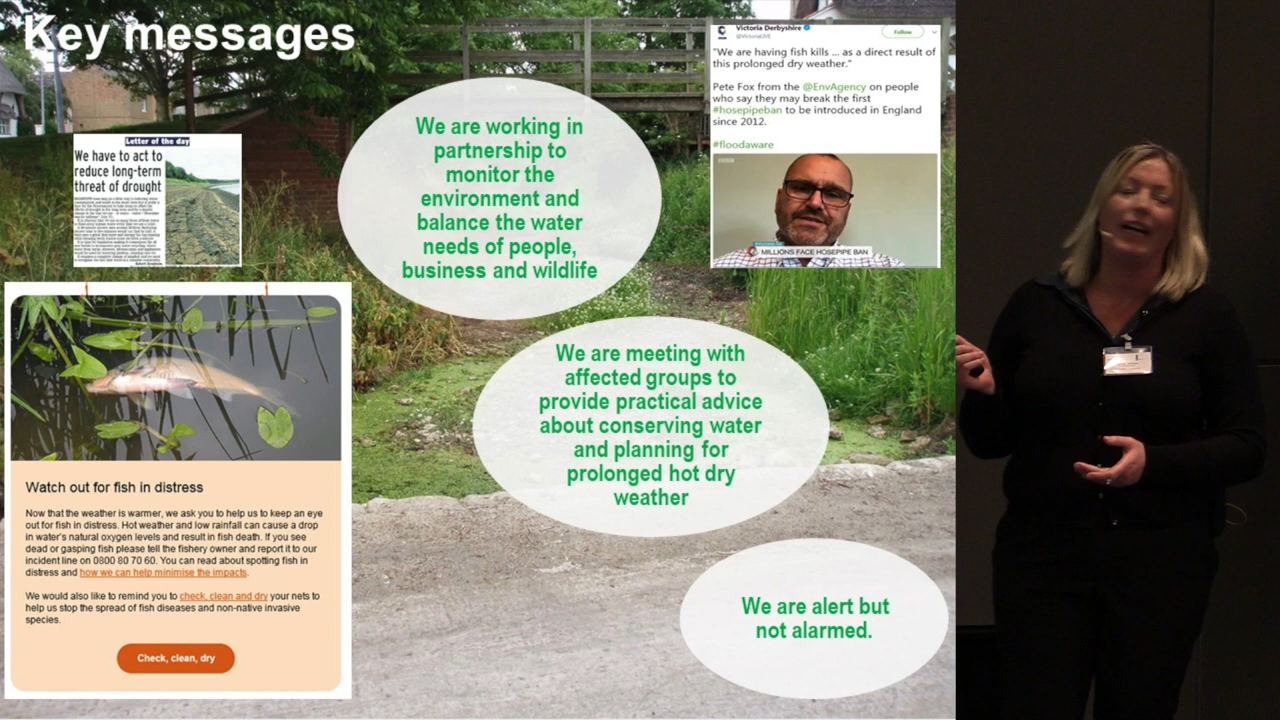 Key messages
Letter of the day
We have to act to
reduce long-term
threat of drought
We are working in
partnership to
monitor the
environment and
balance the water
needs of people,
business and wildlife
Victoria Derbyshire
@VictoriaLIVE
Follow
"We are having fish kills ... as a direct result of
this prolonged dry weather."
Pete Fox from the @EnvAgency on people
who say they may break the first
#hosepipeban to be introduced in England
since 2012.
#floodaware
MILLIONS FACE HOSEPIPE BAN
We are meeting with
affected groups to
provide practical advice
about conserving water
and planning for
prolonged hot dry
weather
Watch out for fish in distress
Now that the weather is warmer, we ask you to help us to keep an eye
out for fish in distress. Hot weather and low rainfall can cause a drop
in water's natural oxygen levels and result in fish death. If you see
dead or gasping fish please tell the fishery owner and report it to our
incident line on 0800 80 70 60. You can read about spotting fish in
distress and how we can help minimise the impacts.
We would also like to remind you to check, clean and dry your nets to
help us stop the spread of fish diseases and non-native invasive
species.
Check, clean, dry
We are alert but
not alarmed.